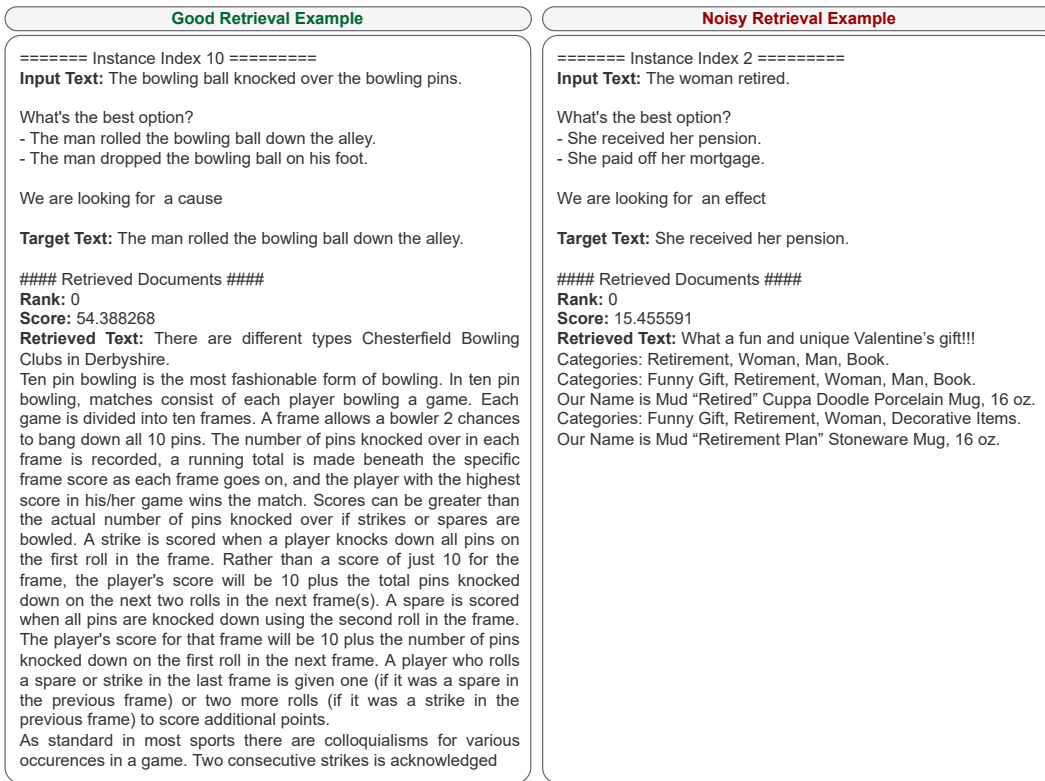 Good Retrieval Example
======= Instance Index 10 =========
Input Text: The bowling ball knocked over the bowling pins.
What's the best option?
- The man rolled the bowling ball down the alley.
- The man dropped the bowling ball on his foot.
We are looking for  a cause
Target Text: The man rolled the bowling ball down the alley.
#### Retrieved Documents ####
Rank: 0
Score: 54.388268
Retrieved Text: There are different types Chesterfield Bowling
Clubs in Derbyshire.
Ten pin bowling is the most fashionable form of bowling. In ten pin
bowling, matches consist of each player bowling a game. Each
game is divided into ten frames. A frame allows a bowler 2 chances
to bang down all 10 pins. The number of pins knocked over in each
frame is recorded, a running total is made beneath the specific
frame score as each frame goes on, and the player with the highest
score in his/her game wins the match. Scores can be greater than
the actual number of pins knocked over if strikes or spares are
bowled. A strike is scored when a player knocks down all pins on
the first roll in the frame. Rather than a score of just 10 for the
frame, the player's score will be 10 plus the total pins knocked
down on the next two rolls in the next frame(s). A spare is scored
when all pins are knocked down using the second roll in the frame.
The player's score for that frame will be 10 plus the number of pins
knocked down on the first roll in the next frame. A player who rolls
a spare or strike in the last frame is given one (if it was a spare in
the previous frame) or two more rolls (if it was a strike in the
previous frame) to score additional points.
As standard in most sports there are colloquialisms for various
occurences in a game. Two consecutive strikes is acknowledged
Noisy Retrieval Example
======= Instance Index 2 =========
Input Text: The woman retired.
What's the best option?
- She received her pension.
- She paid off her mortgage.
We are looking for  an effect
Target Text: She received her pension.
#### Retrieved Documents ####
Rank: 0
Score: 15.455591
Retrieved Text: What a fun and unique Valentine's gift!!!
Categories: Retirement, Woman, Man, Book.
Categories: Funny Gift, Retirement, Woman, Man, Book.
Our Name is Mud “Retired” Cuppa Doodle Porcelain Mug, 16 oz.
Categories: Funny Gift, Retirement, Woman, Decorative Items.
Our Name is Mud “Retirement Plan” Stoneware Mug, 16 oz.